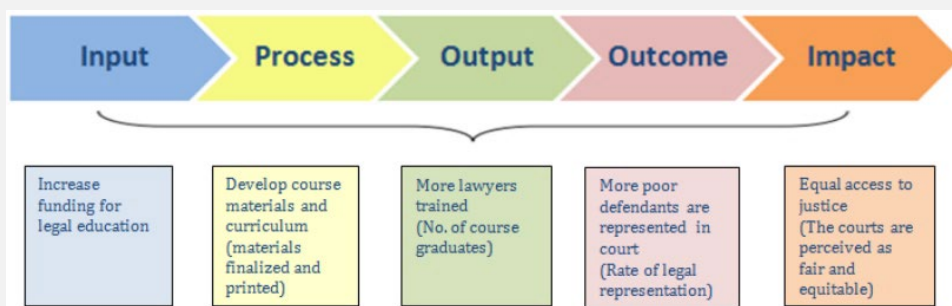 Input
Process
Output
Outcome
Impact
Increase
funding for
legal education
Develop course
materials and
curriculum
(materials
finalized and
printed)
More lawyers
trained
(No. of course
graduates)
More poor
defendants are
represented in
court
(Rate of legal
representation)
Equal access to
justice
(The courts are
perceived as
fair and
equitable)